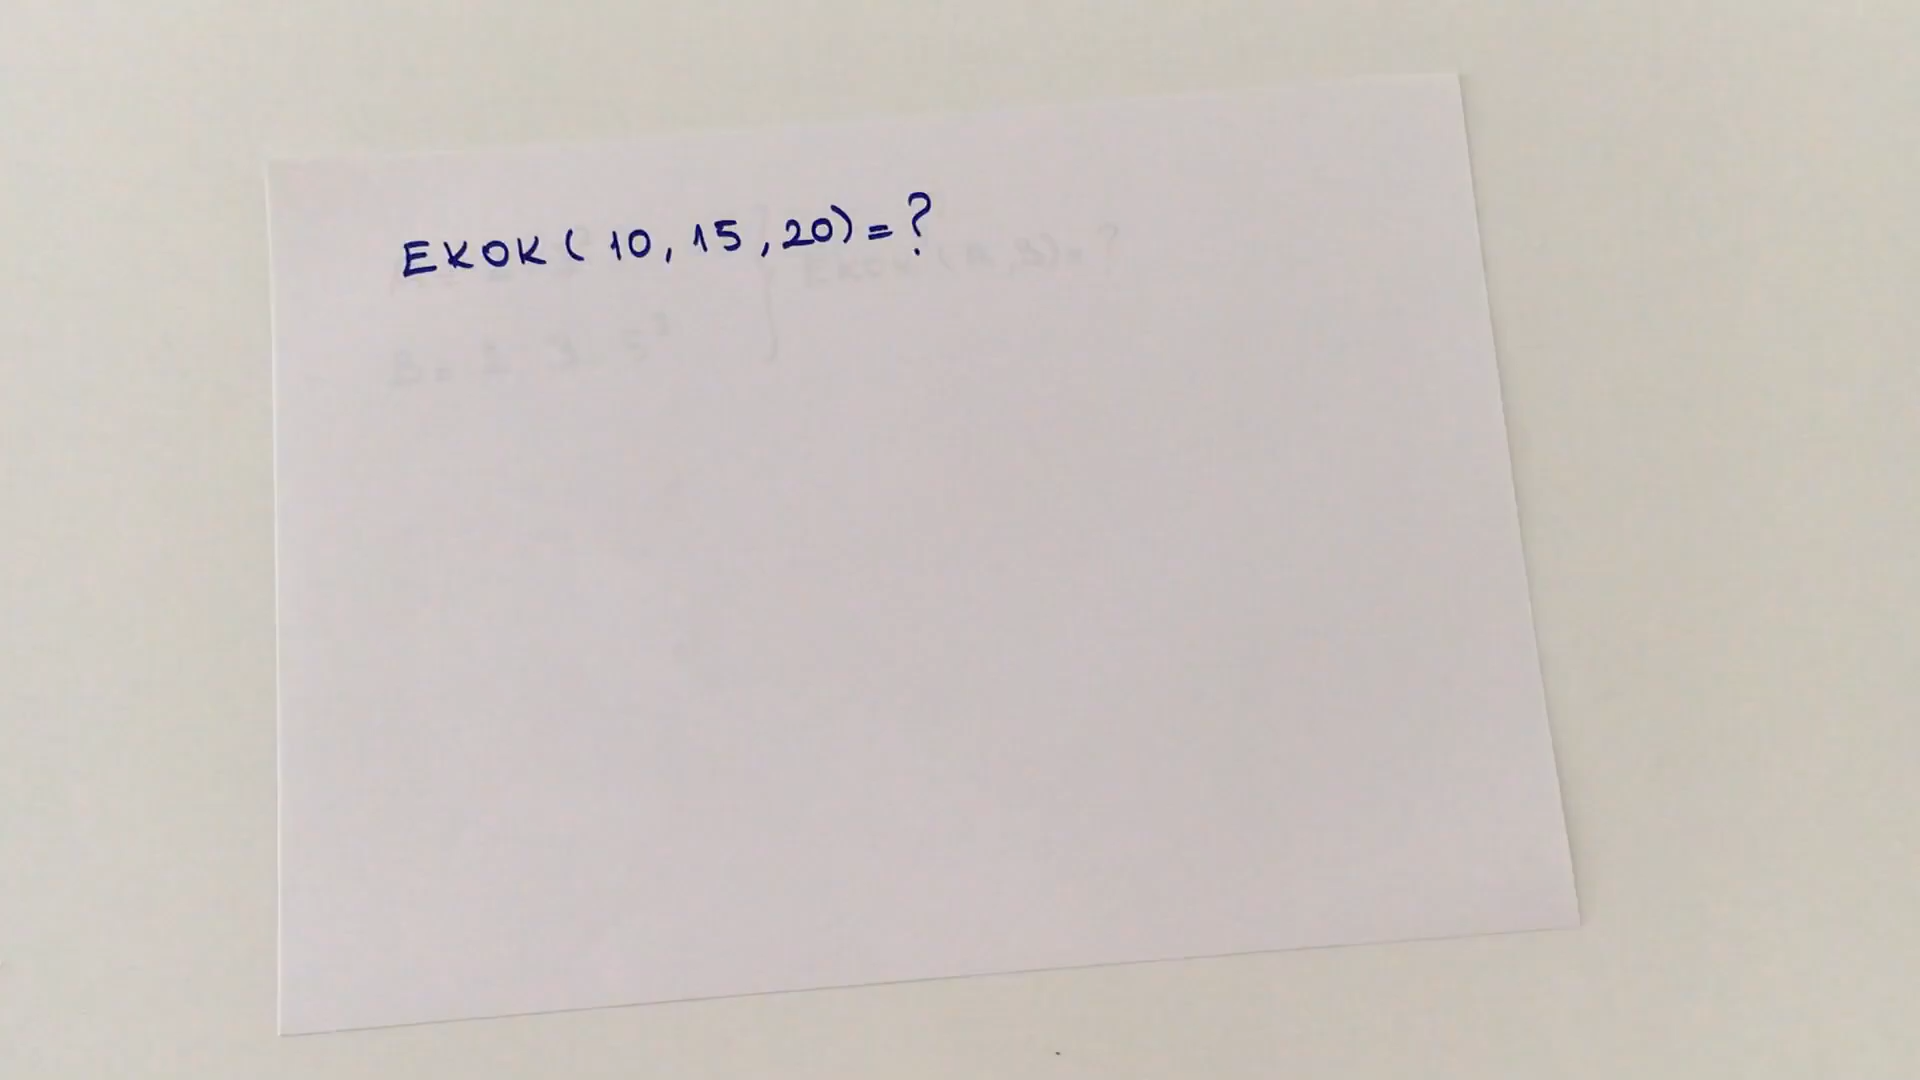 EKOK ( 10, 15, 20) = ?